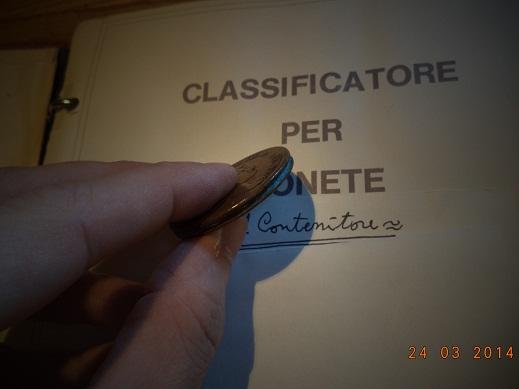 CLASSIFICATORE
PER
ONETE
! Contenitore ≈
24 03 2014